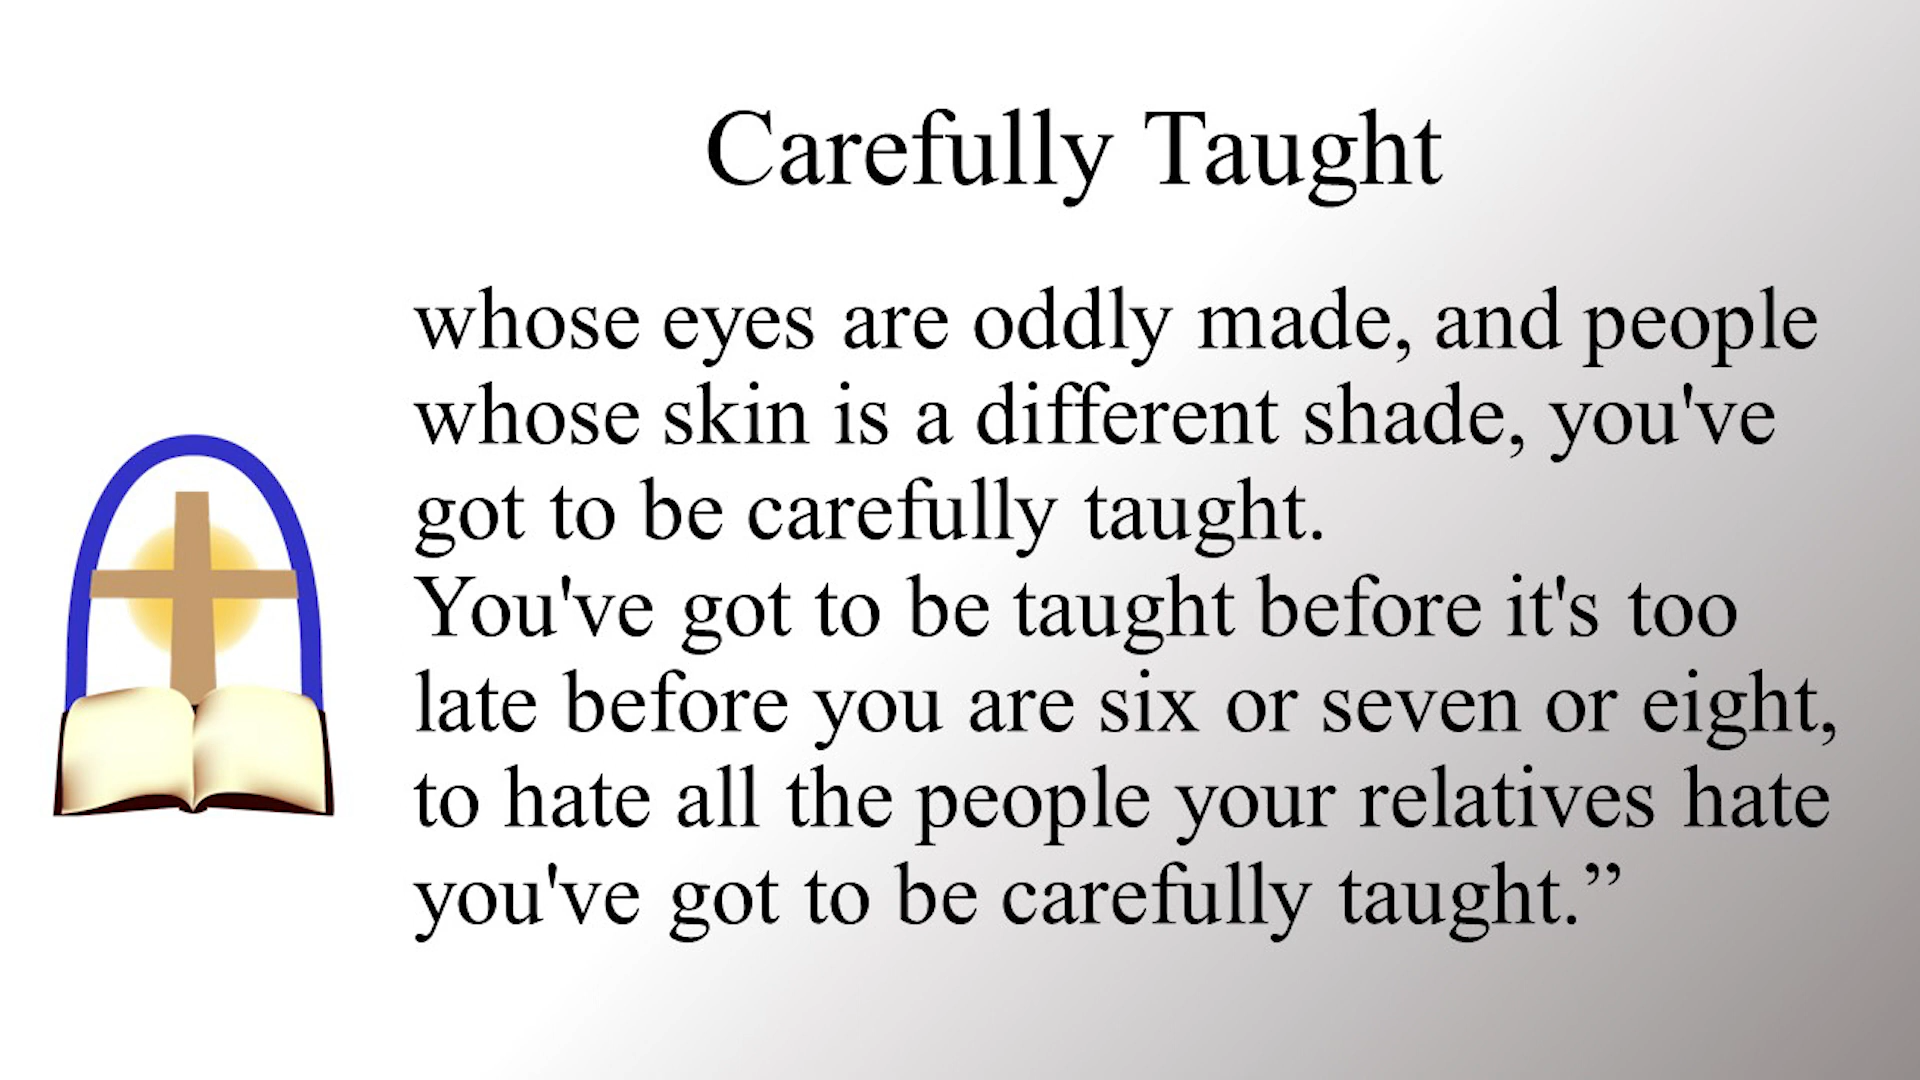 Carefully Taught
whose eyes are oddly made, and people
whose skin is a different shade, you've
got to be carefully taught.
You've got to be taught before it's too
late before you are six or seven or eight,
to hate all the people your relatives hate
you've got to be carefully taught.”